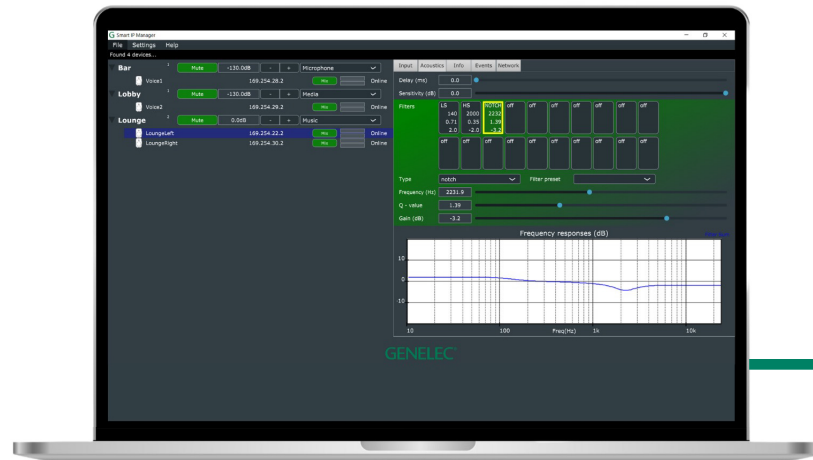 G Smart IP Manager
File Settings Help
Found 4 devices...
Bar 1 Mute -130.0dB - + Microphone
Voice1 169.254.28.2 Online
Lobby Mute -130.0dB - + Media
Voice2 169.254.29.2 Online
Lounge 2 Mute 0.0dB - + Music
LoungeLeft 169.254.22.2 Online
LoungeRight 169.254.30.2 Online
Input Acoustics Info Events Network
Delay (ms) 0.0
Sensitivity (dB) 0.0
Filters LS HS NOTCH off off off off off off off
140 2000 2232
0.71 0.35 1.39
2.0 -2.0 -3.2
off off off off off off off off off off
Type notch Filter preset
Frequency (Hz) 2231.9
Q - value 1.39
Gain (dB) -3.2
Frequency responses (dB)
10
0
-10
10 100 Freq(Hz) 1k 10k
GENELEC